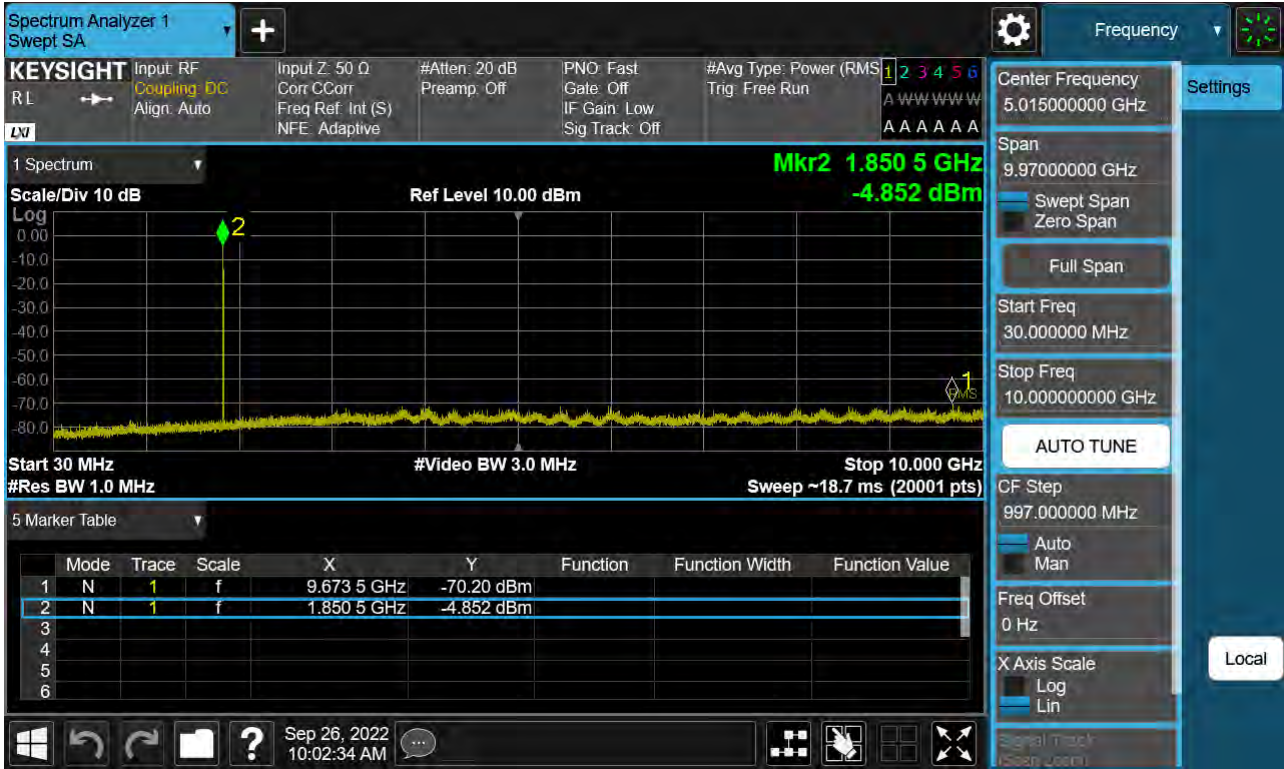 Spectrum Analyzer 1
Swept SA
Frequency
KEYSIGHT
R L
LXI
Input: RF
Coupling: DC
Align: Auto
Input Z: 50 Ω
Corr CCorr
Freq Ref: Int (S)
NFE: Adaptive
#Atten: 20 dB
Preamp: Off
PNO: Fast
Gate: Off
IF Gain: Low
Sig Track: Off
#Avg Type: Power (RMS
Trig: Free Run
1 2 3 4 5 6
A W W W W W
A A A A A A
1 Spectrum
Mkr2 1.850 5 GHz
-4.852 dBm
Scale/Div 10 dB
Ref Level 10.00 dBm
Log
0.00
-10.0
-20.0
-30.0
-40.0
-50.0
-60.0
-70.0
-80.0
2
1
RMS
Start 30 MHz
#Video BW 3.0 MHz
Stop 10.000 GHz
#Res BW 1.0 MHz
Sweep ~18.7 ms (20001 pts)
5 Marker Table
Mode Trace Scale X Y Function Function Width Function Value
1 N 1 f 9.673 5 GHz -70.20 dBm
2 N 1 f 1.850 5 GHz -4.852 dBm
3
4
5
6
Sep 26, 2022
10:02:34 AM
Center Frequency
5.015000000 GHz
Span
9.97000000 GHz
Swept Span
Zero Span
Full Span
Start Freq
30.000000 MHz
Stop Freq
10.000000000 GHz
AUTO TUNE
CF Step
997.000000 MHz
Auto
Man
Freq Offset
0 Hz
X Axis Scale
Log
Lin
Signal Track
(Span Zoom)
Settings
Local